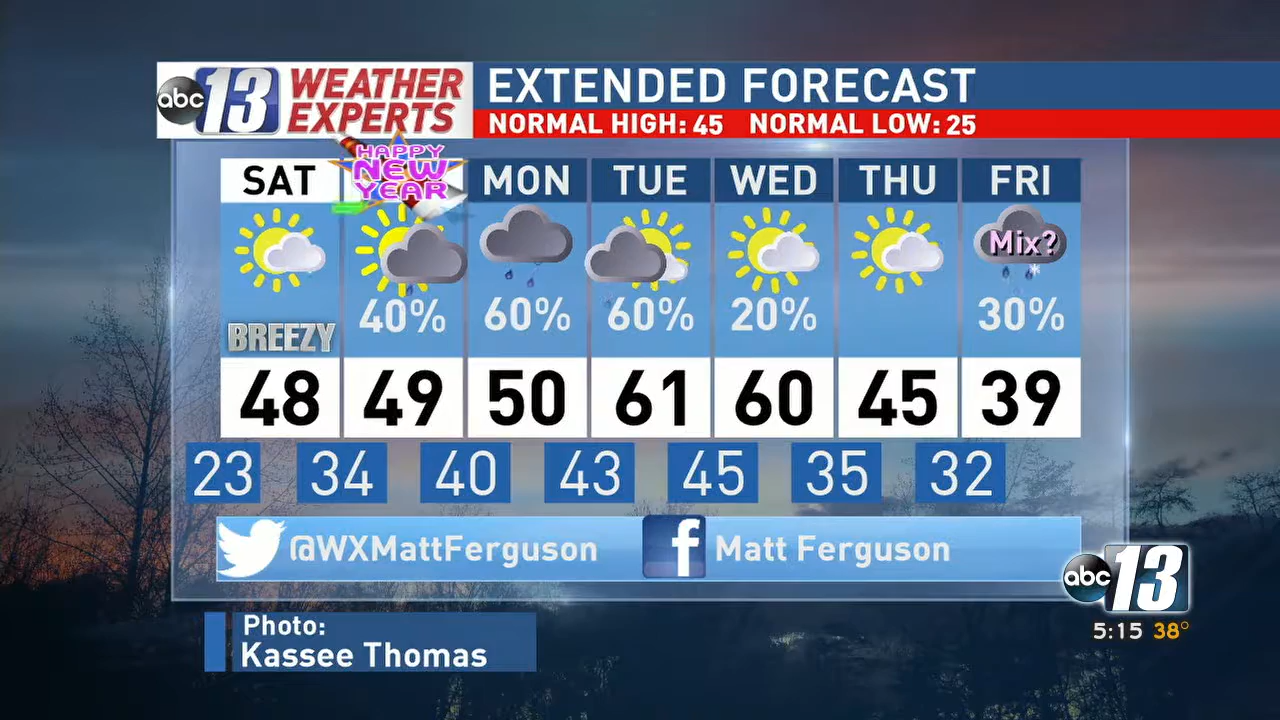 abc 13 WEATHER EXPERTS
EXTENDED FORECAST
NORMAL HIGH: 45 NORMAL LOW: 25
SAT HAPPY NEW YEAR MON TUE WED THU FRI
Mix?
40% 60% 60% 20% 30%
BREEZY
48 49 50 61 60 45 39
23 34 40 43 45 35 32
@WXMattFerguson f Matt Ferguson
abc 13
5:15 38°
Photo:
Kassee Thomas